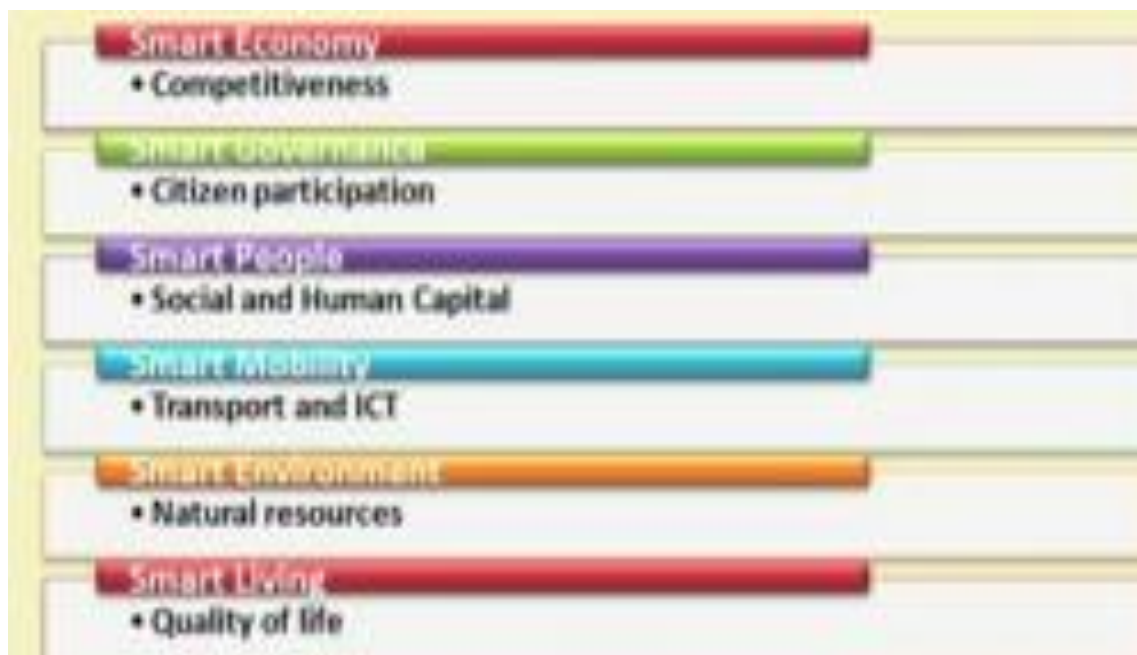 Smart Economy
• Competitiveness
Smart Governance
• Citizen participation
Smart People
• Social and Human Capital
Smart Mobility
• Transport and ICT
Smart Environment
• Natural resources
Smart Living
• Quality of life